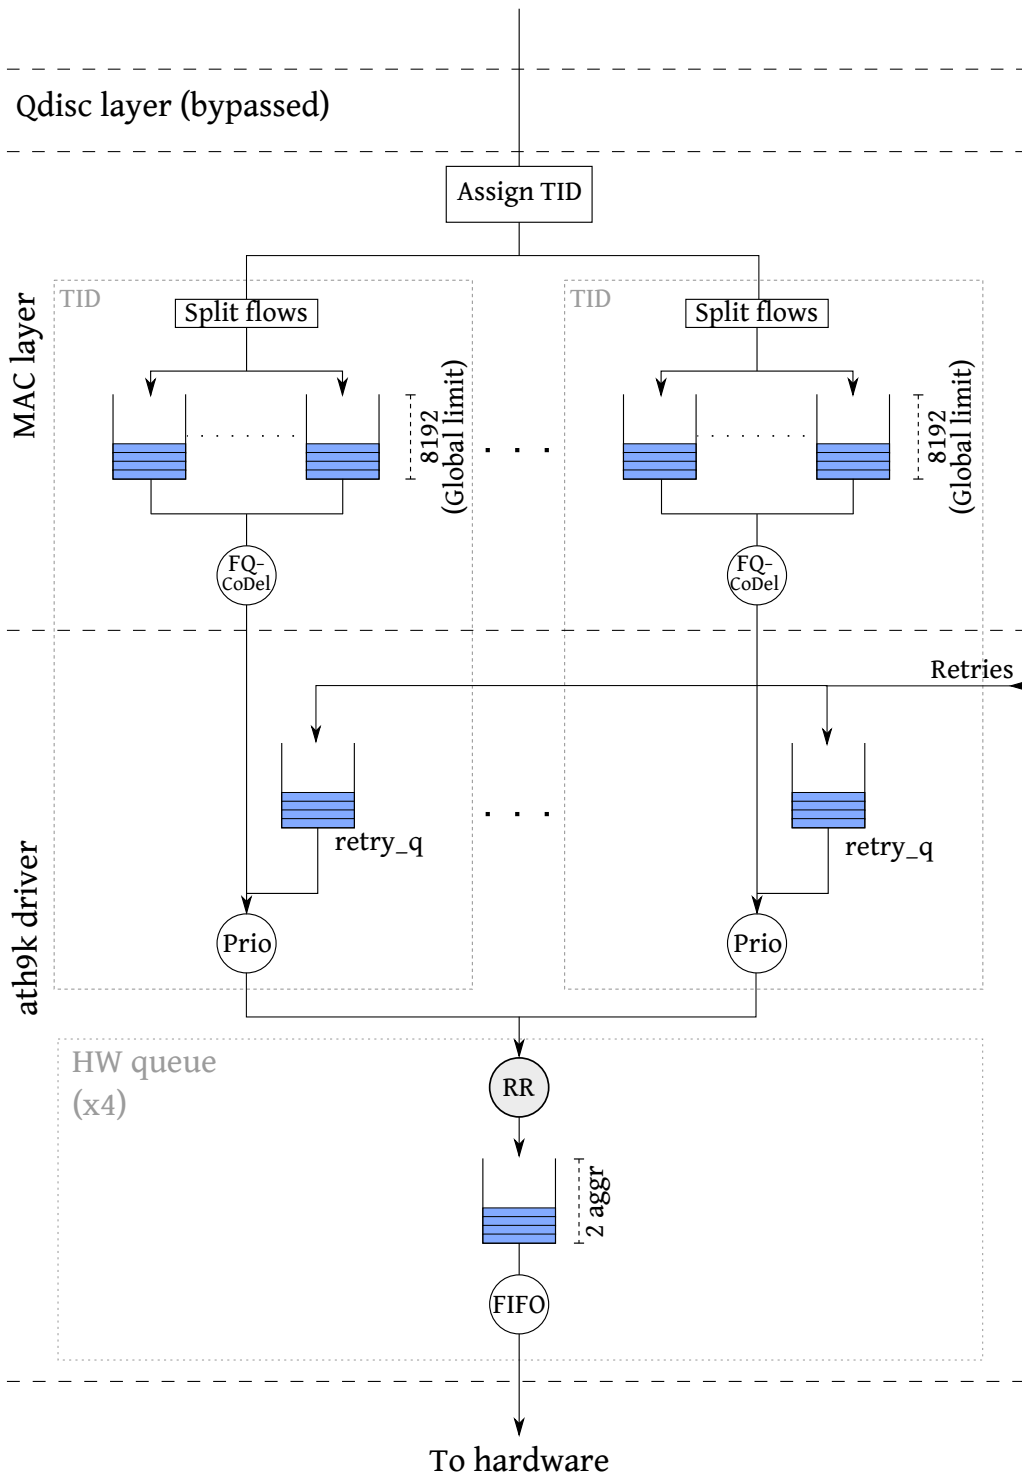 Qdisc layer (bypassed)
Assign TID
MAC layer
TID
Split flows
8192
(Global limit)
FQ-
CoDel
TID
Split flows
8192
(Global limit)
FQ-
CoDel
ath9k driver
Retries
retry_q
retry_q
Prio
Prio
HW queue
(x4)
RR
2 aggr
FIFO
To hardware